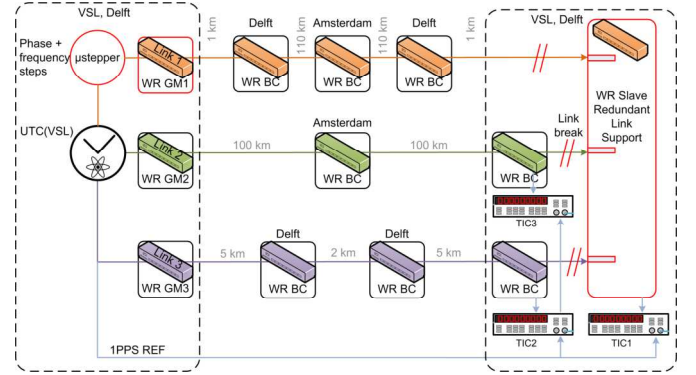 VSL, Delft
Phase +
frequency
steps
µstepper
Link 1
WR GM1
1 km
Delft
WR BC
110 km
Amsterdam
WR BC
110 km
Delft
WR BC
1 km
VSL, Delft
WR Slave
Redundant
Link
Support
UTC(VSL)
Link 2
WR GM2
100 km
Amsterdam
WR BC
100 km
WR BC
Link
break
TIC3
Link 3
WR GM3
5 km
Delft
WR BC
2 km
Delft
WR BC
5 km
WR BC
TIC2
TIC1
1PPS REF